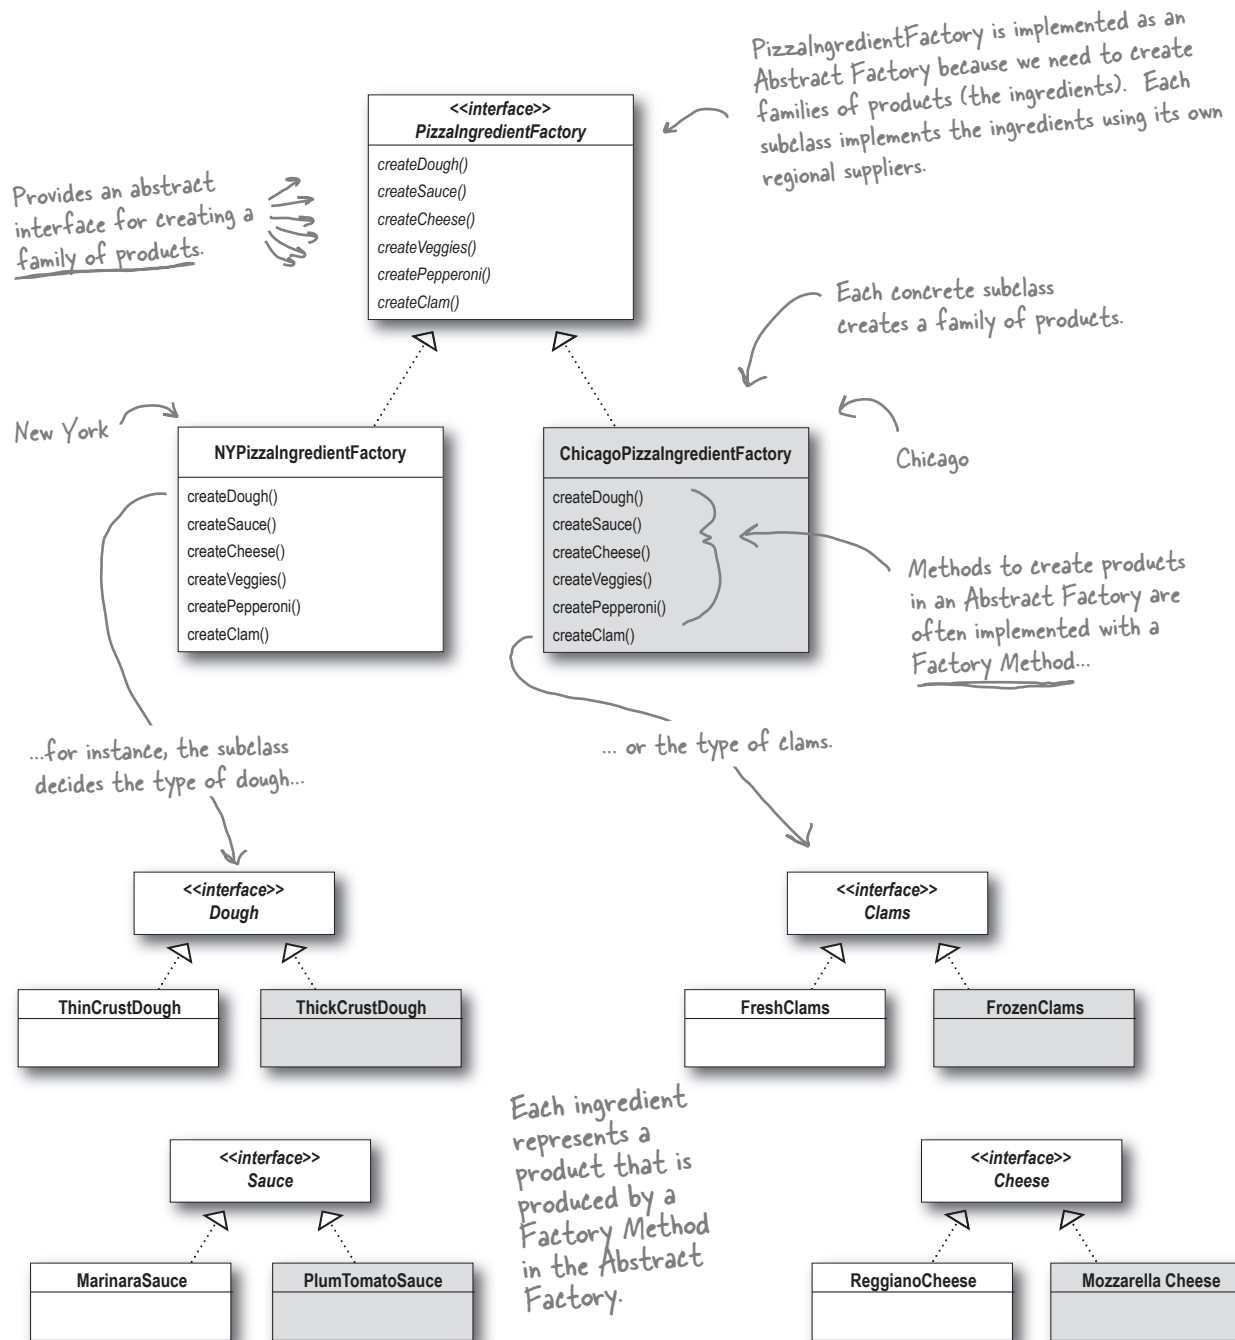 PizzaIngredientFactory is implemented as an
Abstract Factory because we need to create
families of products (the ingredients). Each
subclass implements the ingredients using its own
regional suppliers.
<<interface>>
PizzaIngredientFactory
createDough()
createSauce()
createCheese()
createVeggies()
createPepperoni()
createClam()
Provides an abstract
interface for creating a
family of products.
Each concrete subclass
creates a family of products.
New York
NYPizzaIngredientFactory
createDough()
createSauce()
createCheese()
createVeggies()
createPepperoni()
createClam()
ChicagoPizzaIngredientFactory
createDough()
createSauce()
createCheese()
createVeggies()
createPepperoni()
createClam()
Chicago
Methods to create products
in an Abstract Factory are
often implemented with a
Factory Method...
...for instance, the subclass
decides the type of dough...
... or the type of clams.
<<interface>>
Dough
ThinCrustDough
ThickCrustDough
<<interface>>
Clams
FreshClams
FrozenClams
Each ingredient
represents a
product that is
produced by a
Factory Method
in the Abstract
Factory.
<<interface>>
Sauce
MarinaraSauce
PlumTomatoSauce
<<interface>>
Cheese
ReggianoCheese
Mozzarella Cheese